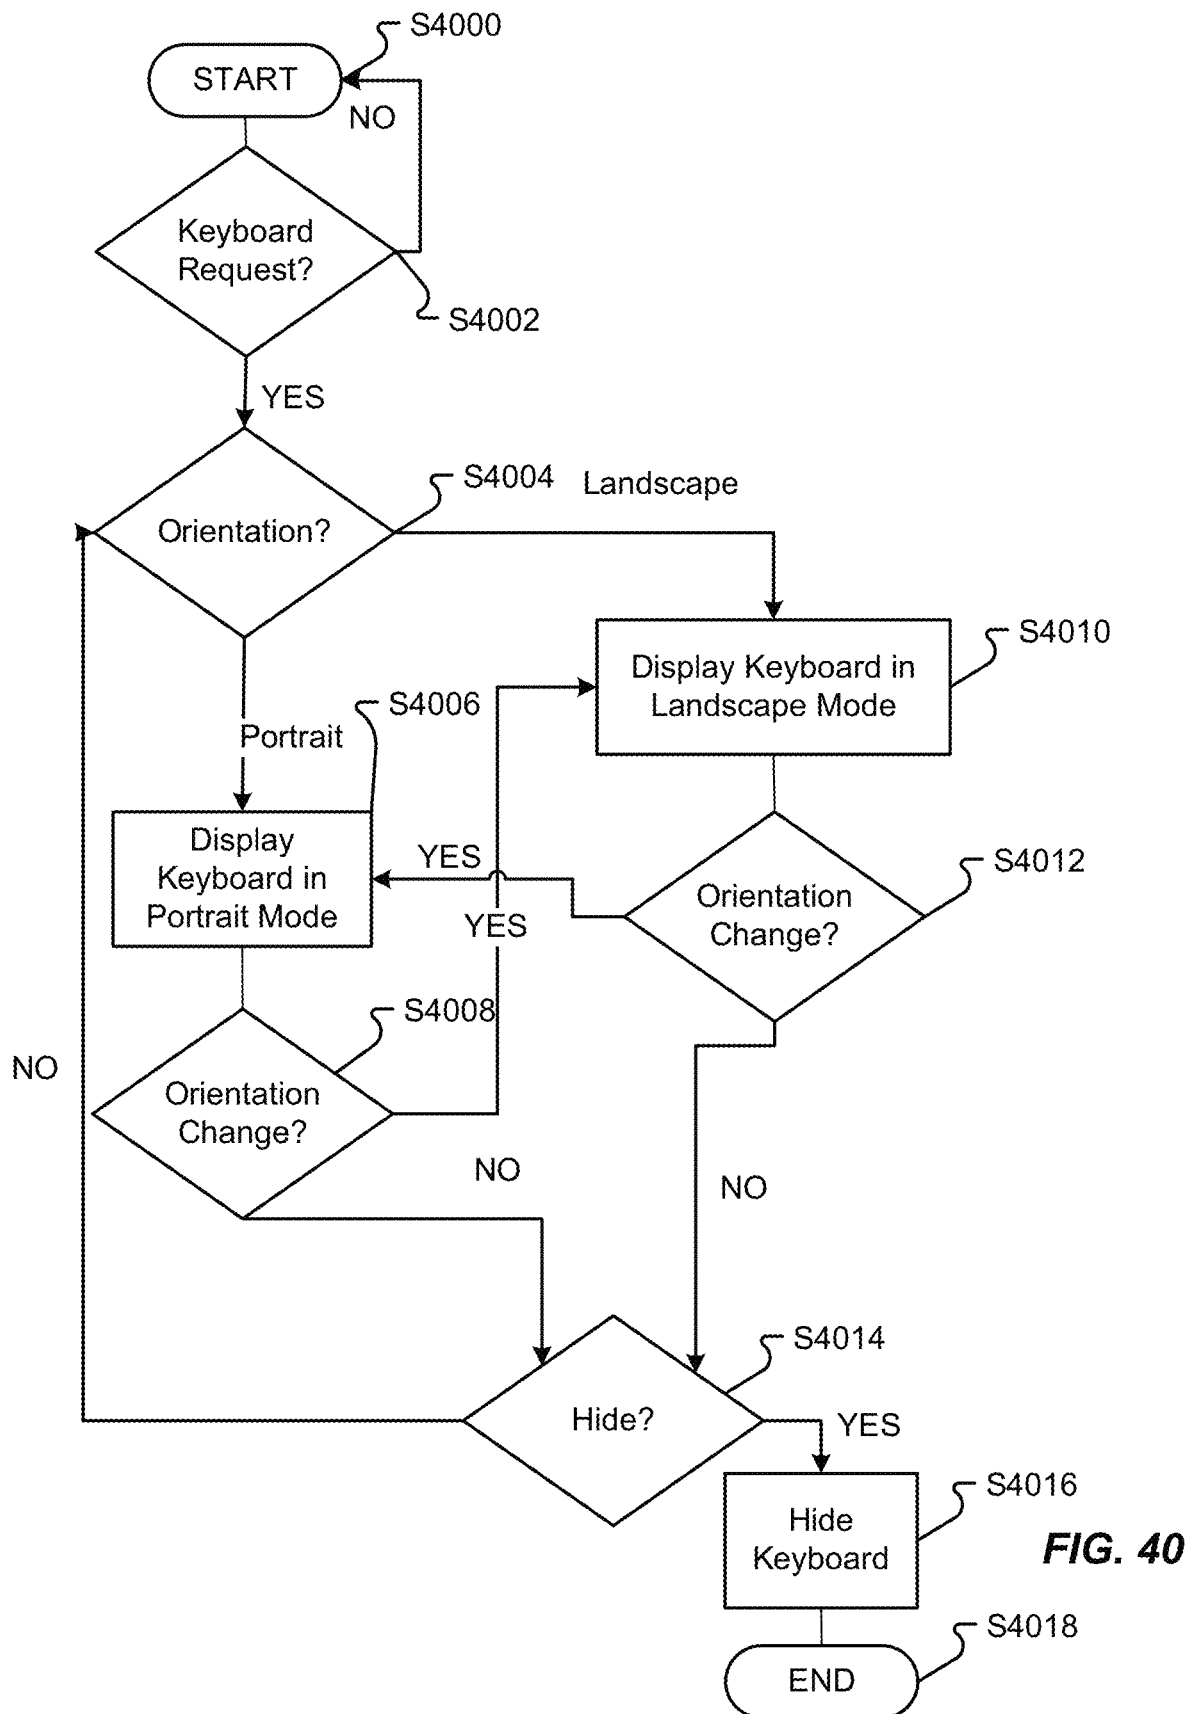 S4000
START
NO
Keyboard
Request?
S4002
YES
S4004
Landscape
Orientation?
S4010
Display Keyboard in
Landscape Mode
S4006
Portrait
Display
Keyboard in
Portrait Mode
YES
YES
S4012
Orientation
Change?
S4008
NO
Orientation
Change?
NO
NO
S4014
Hide?
YES
S4016
Hide
Keyboard
FIG. 40
S4018
END